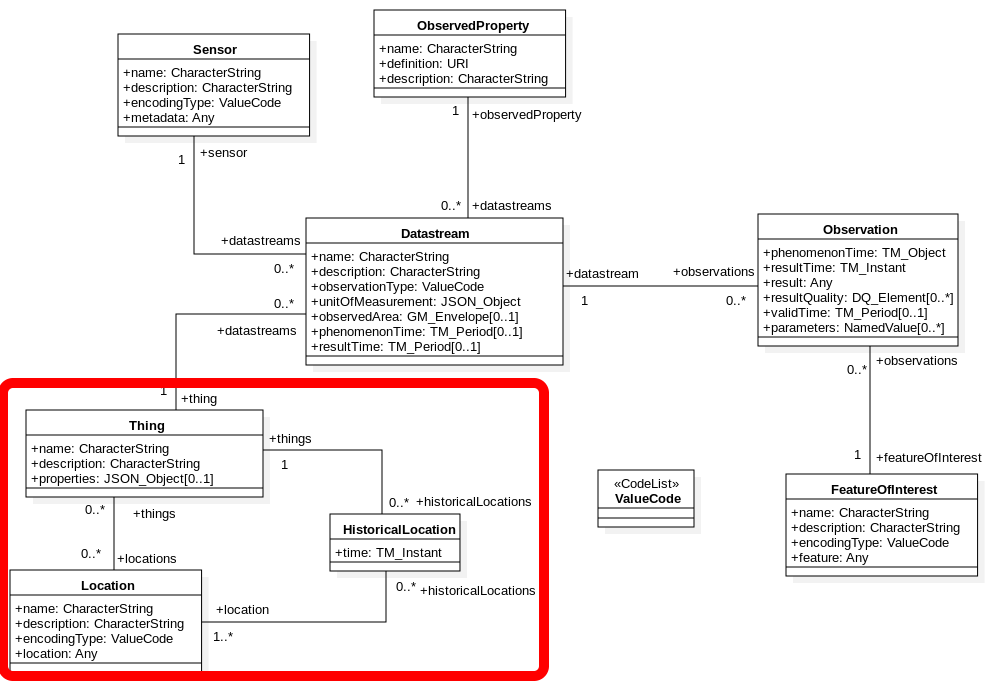 ObservedProperty
+name: CharacterString
+definition: URI
+description: CharacterString
Sensor
+name: CharacterString
+description: CharacterString
+encodingType: ValueCode
+metadata: Any
1
+observedProperty
1
+sensor
0..*
+datastreams
Datastream
+name: CharacterString
+description: CharacterString
+observationType: ValueCode
+unitOfMeasurement: JSON_Object
+observedArea: GM_Envelope[0..1]
+phenomenonTime: TM_Period[0..1]
+resultTime: TM_Period[0..1]
+datastreams
0..*
0..*
+datastreams
+datastream
1
+observations
0..*
Observation
+phenomenonTime: TM_Object
+resultTime: TM_Instant
+result: Any
+resultQuality: DQ_Element[0..*]
+validTime: TM_Period[0..1]
+parameters: NamedValue[0..*]
+observations
0..*
1
+featureOfInterest
FeatureOfInterest
+name: CharacterString
+description: CharacterString
+encodingType: ValueCode
+feature: Any
«CodeList»
ValueCode
1
+thing
Thing
+name: CharacterString
+description: CharacterString
+properties: JSON_Object[0..1]
+things
1
0..*
+historicalLocations
HistoricalLocation
+time: TM_Instant
0..*
+historicalLocations
0..*
+things
0..*
+locations
Location
+name: CharacterString
+description: CharacterString
+encodingType: ValueCode
+location: Any
+location
1..*